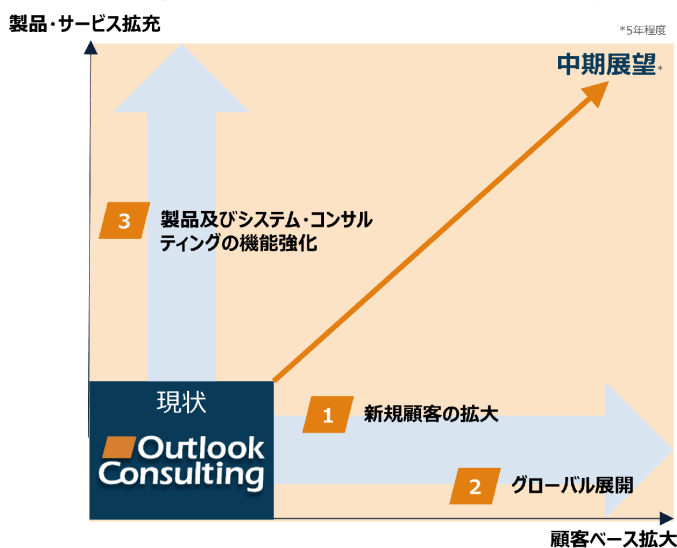 製品・サービス拡充
*5年程度
中期展望*
3
製品及びシステム・コンサル
ティングの機能強化
現状
Outlook
Consulting
1
新規顧客の拡大
2
グローバル展開
顧客ベース拡大